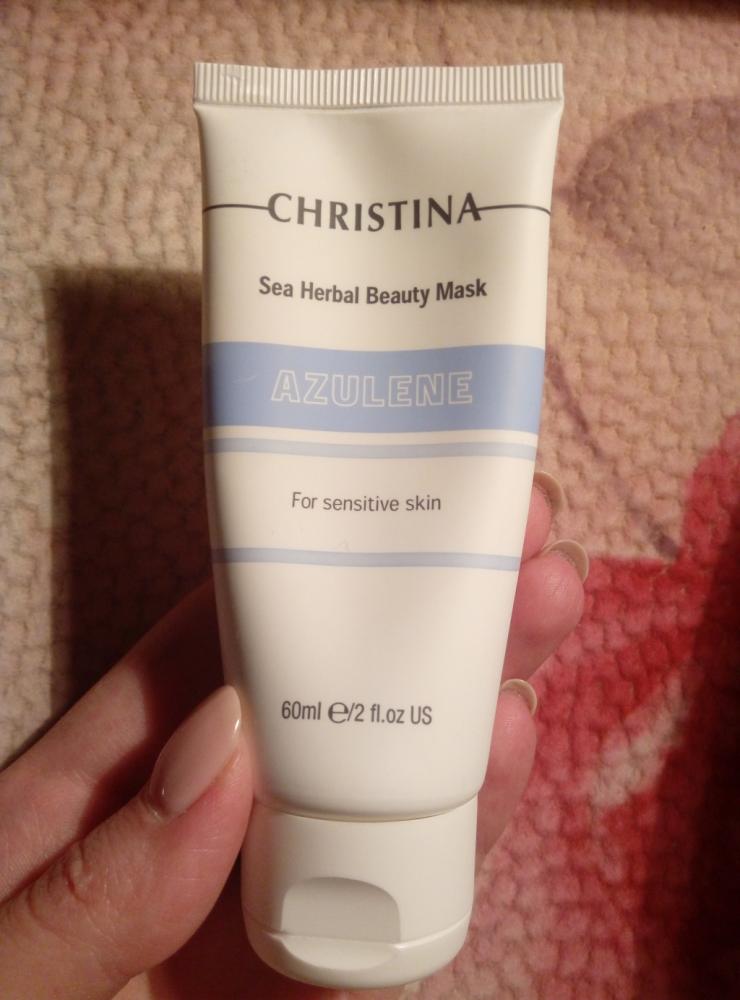 CHRISTINA
Sea Herbal Beauty Mask
AZULENE
For sensitive skin
60ml ℮/2 fl.oz US